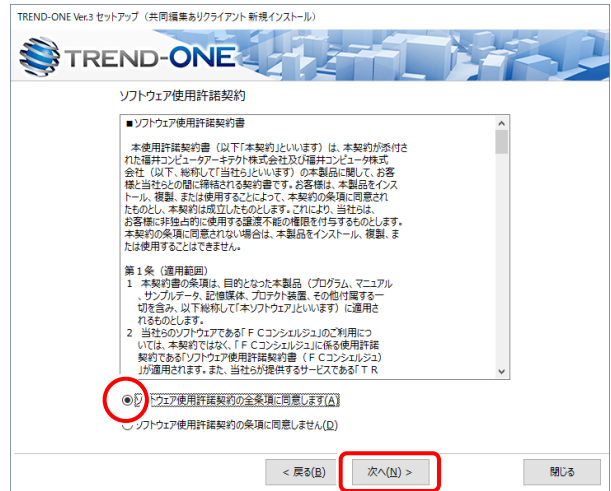 TREND-ONE Ver.3 セットアップ（共同編集ありクライアント 新規インストール）
TREND-ONE
ソフトウェア使用許諾契約
■ソフトウェア使用許諾契約書
本使用許諾契約書（以下「本契約」といいます）は、本契約が添付さ
れた福井コンピュータアーキテクト株式会社及び福井コンピュータ株式
会社（以下、総称して「当社ら」といいます）の本製品に関して、お客
様と当社らとの間に締結される契約書です。お客様は、本製品をインス
トール、複製、または使用することによって、本契約の条項に同意され
たものとし、本契約は成立したものとします。これにより、当社らは、
お客様に非独占的に使用する譲渡不能の権限を付与するものとします。
本契約の条項に同意されない場合は、本製品をインストール、複製、ま
たは使用することはできません。
第１条（適用範囲）
１　本契約書の条項は、目的となった本製品（プログラム、マニュアル
、サンプルデータ、記憶媒体、プロテクト装置、その他付属する一
切を含み、以下総称して「本ソフトウェア」といいます）に適用さ
れるものとします。
２　当社らのソフトウェアである「ＦＣコンシェルジュ」のご利用につ
いては、本契約ではなく、「ＦＣコンシェルジュ」に係る使用許諾
契約である「ソフトウェア使用許諾契約書（ＦＣコンシェルジュ）
」が適用されます。また、当社らが提供するサービスである「ＴＲ
ソフトウェア使用許諾契約の全条項に同意します(A)
ソフトウェア使用許諾契約の条項に同意しません(D)
< 戻る(B) 次へ(N) > 閉じる